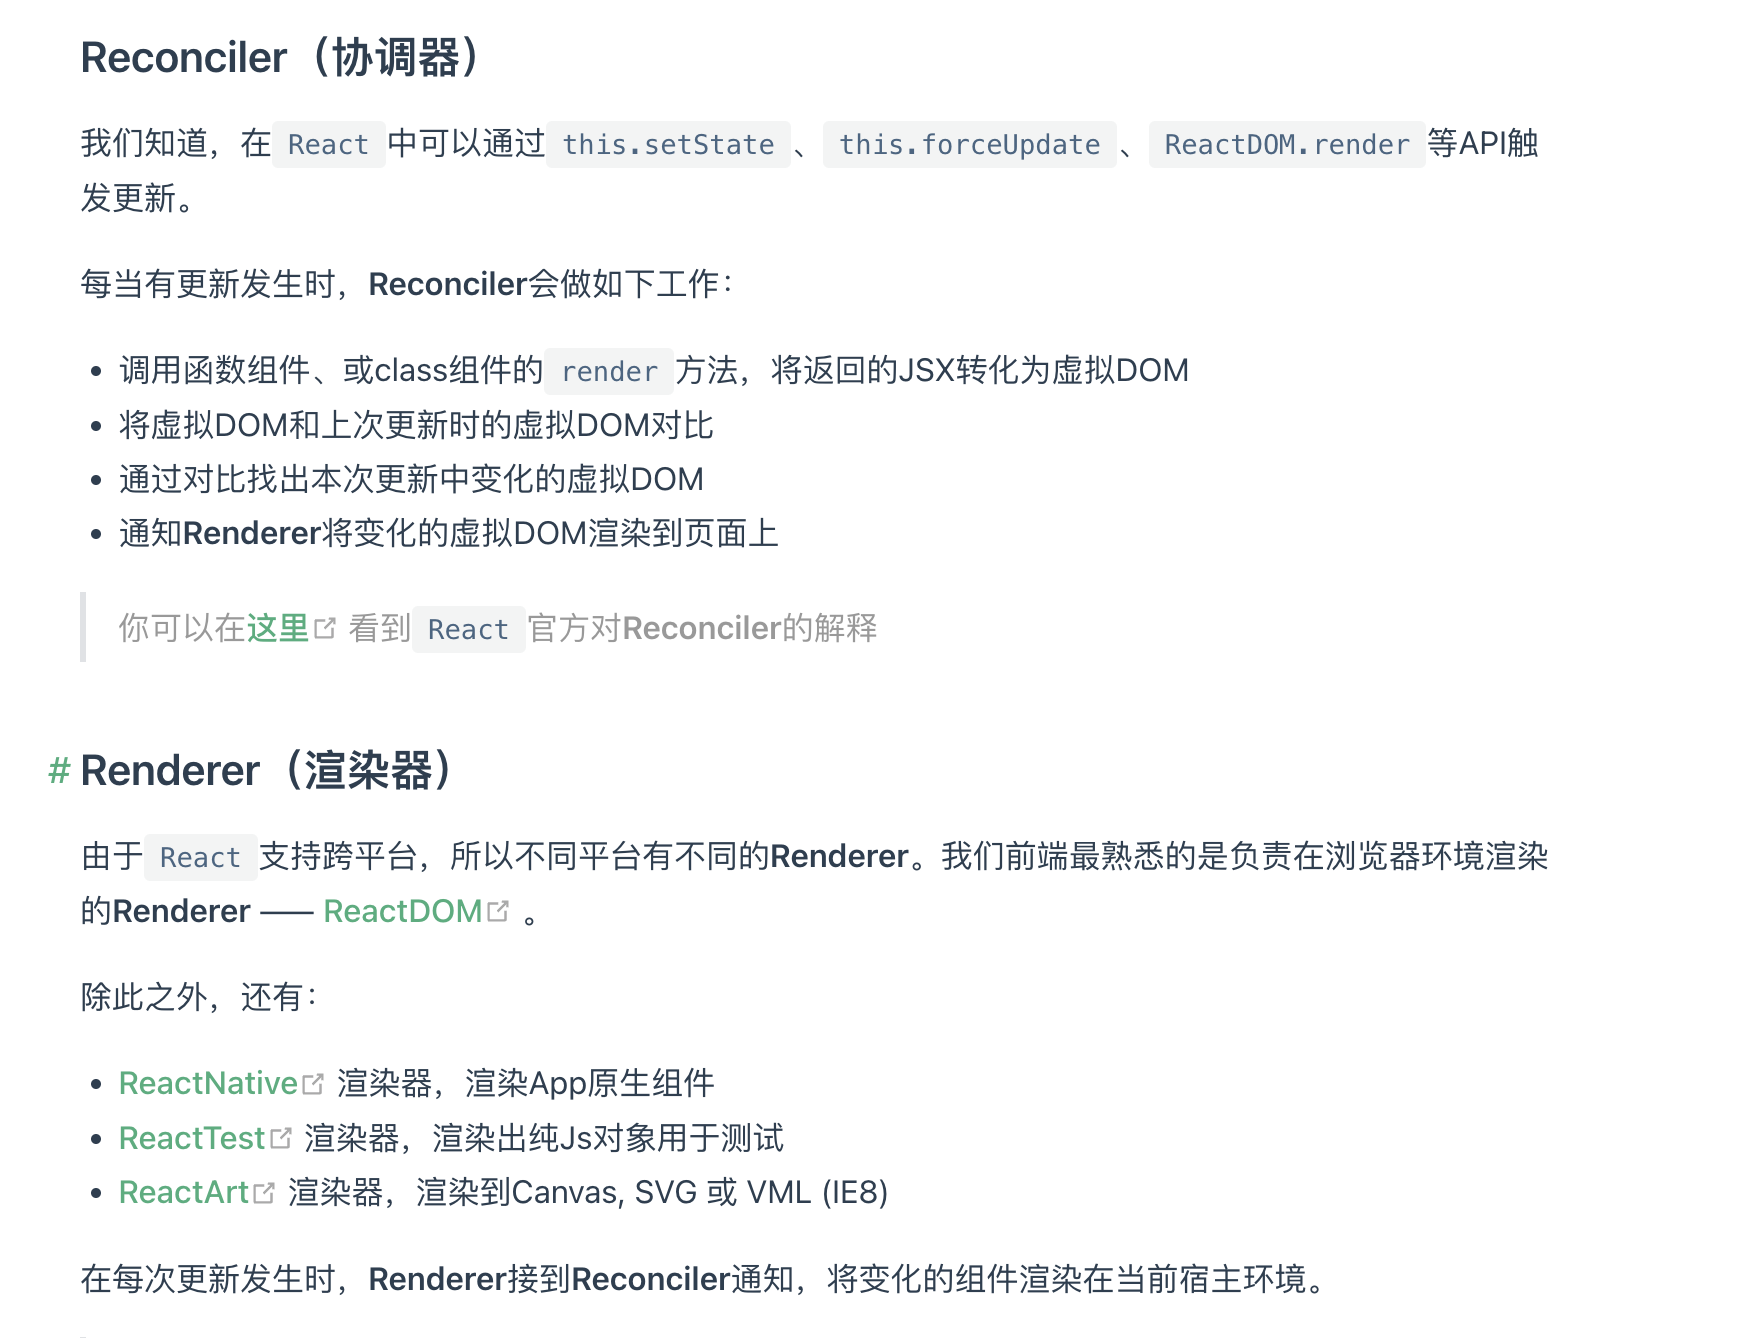 Reconciler（协调器）
我们知道，在 React 中可以通过 this.setState 、 this.forceUpdate 、 ReactDOM.render 等API触
发更新。
每当有更新发生时，Reconciler会做如下工作：
• 调用函数组件、或class组件的 render 方法，将返回的JSX转化为虚拟DOM
• 将虚拟DOM和上次更新时的虚拟DOM对比
• 通过对比找出本次更新中变化的虚拟DOM
• 通知Renderer将变化的虚拟DOM渲染到页面上
你可以在这里 看到 React 官方对Reconciler的解释
# Renderer（渲染器）
由于 React 支持跨平台，所以不同平台有不同的Renderer。我们前端最熟悉的是负责在浏览器环境渲染
的Renderer —— ReactDOM 。
除此之外，还有：
• ReactNative 渲染器，渲染App原生组件
• ReactTest 渲染器，渲染出纯Js对象用于测试
• ReactArt 渲染器，渲染到Canvas, SVG 或 VML (IE8)
在每次更新发生时，Renderer接到Reconciler通知，将变化的组件渲染在当前宿主环境。